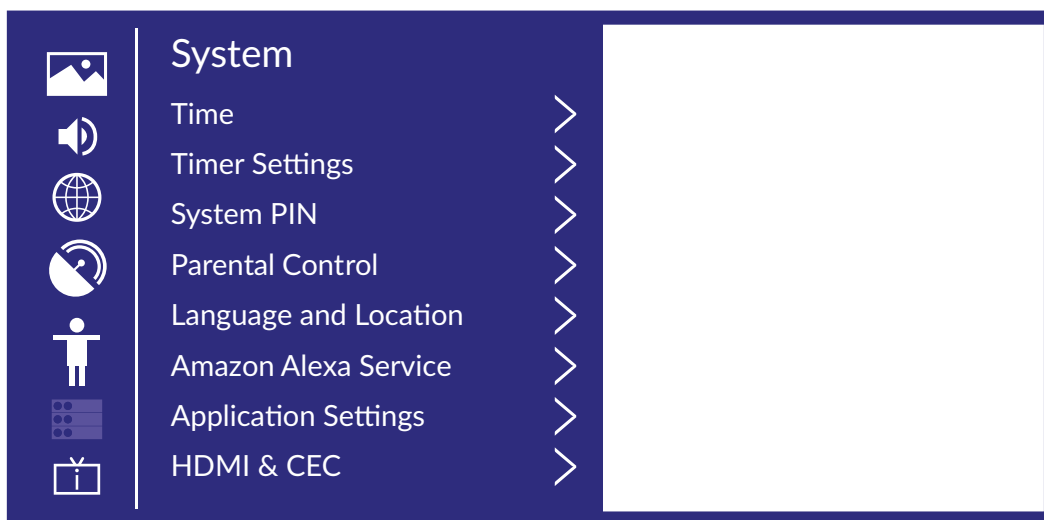 System
Time
Timer Settings
System PIN
Parental Control
Language and Location
Amazon Alexa Service
Application Settings
HDMI & CEC
i